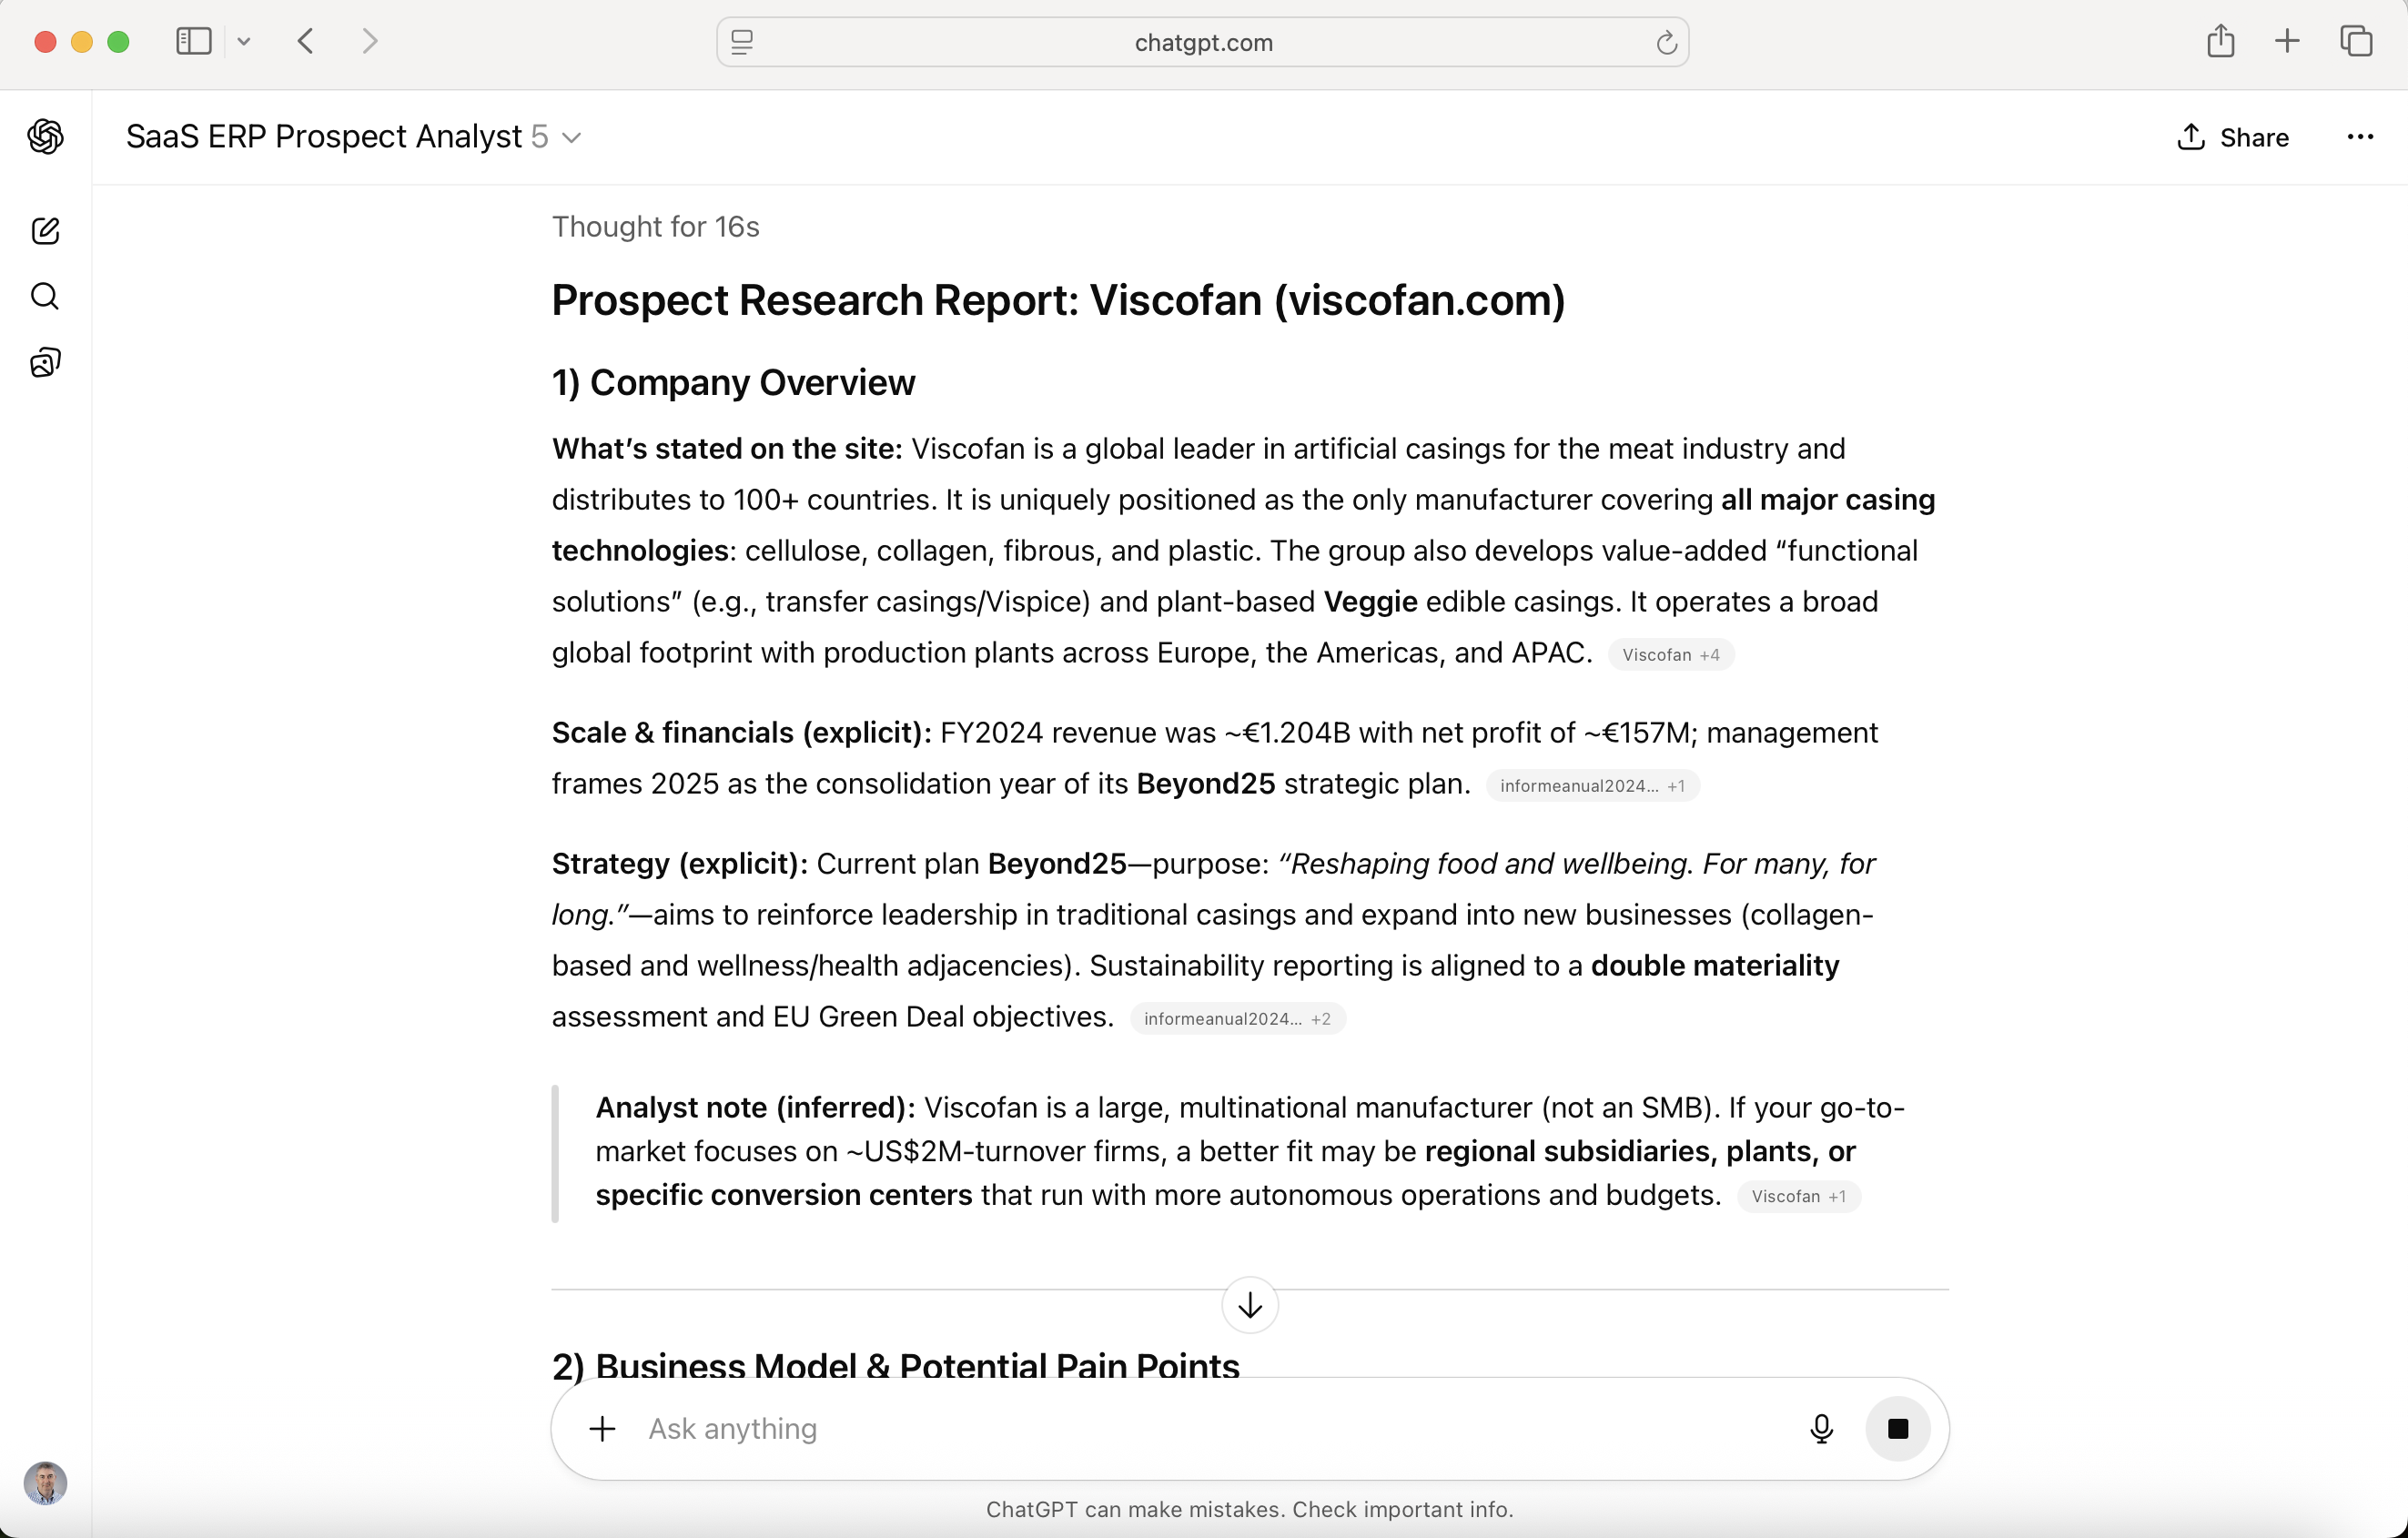 chatgpt.com
SaaS ERP Prospect Analyst 5
Share
Thought for 16s
Prospect Research Report: Viscofan (viscofan.com)
1) Company Overview
What's stated on the site: Viscofan is a global leader in artificial casings for the meat industry and
distributes to 100+ countries. It is uniquely positioned as the only manufacturer covering all major casing
technologies: cellulose, collagen, fibrous, and plastic. The group also develops value-added “functional
solutions” (e.g., transfer casings/Vispice) and plant-based Veggie edible casings. It operates a broad
global footprint with production plants across Europe, the Americas, and APAC. Viscofan +4
Scale & financials (explicit): FY2024 revenue was ~€1.204B with net profit of ~€157M; management
frames 2025 as the consolidation year of its Beyond25 strategic plan. informeanual2024... +1
Strategy (explicit): Current plan Beyond25—purpose: “Reshaping food and wellbeing. For many, for
long.”—aims to reinforce leadership in traditional casings and expand into new businesses (collagen-
based and wellness/health adjacencies). Sustainability reporting is aligned to a double materiality
assessment and EU Green Deal objectives. informeanual2024... +2
Analyst note (inferred): Viscofan is a large, multinational manufacturer (not an SMB). If your go-to-
market focuses on ~US$2M-turnover firms, a better fit may be regional subsidiaries, plants, or
specific conversion centers that run with more autonomous operations and budgets. Viscofan +1
2) Business Model & Potential Pain Points
Ask anything
ChatGPT can make mistakes. Check important info.